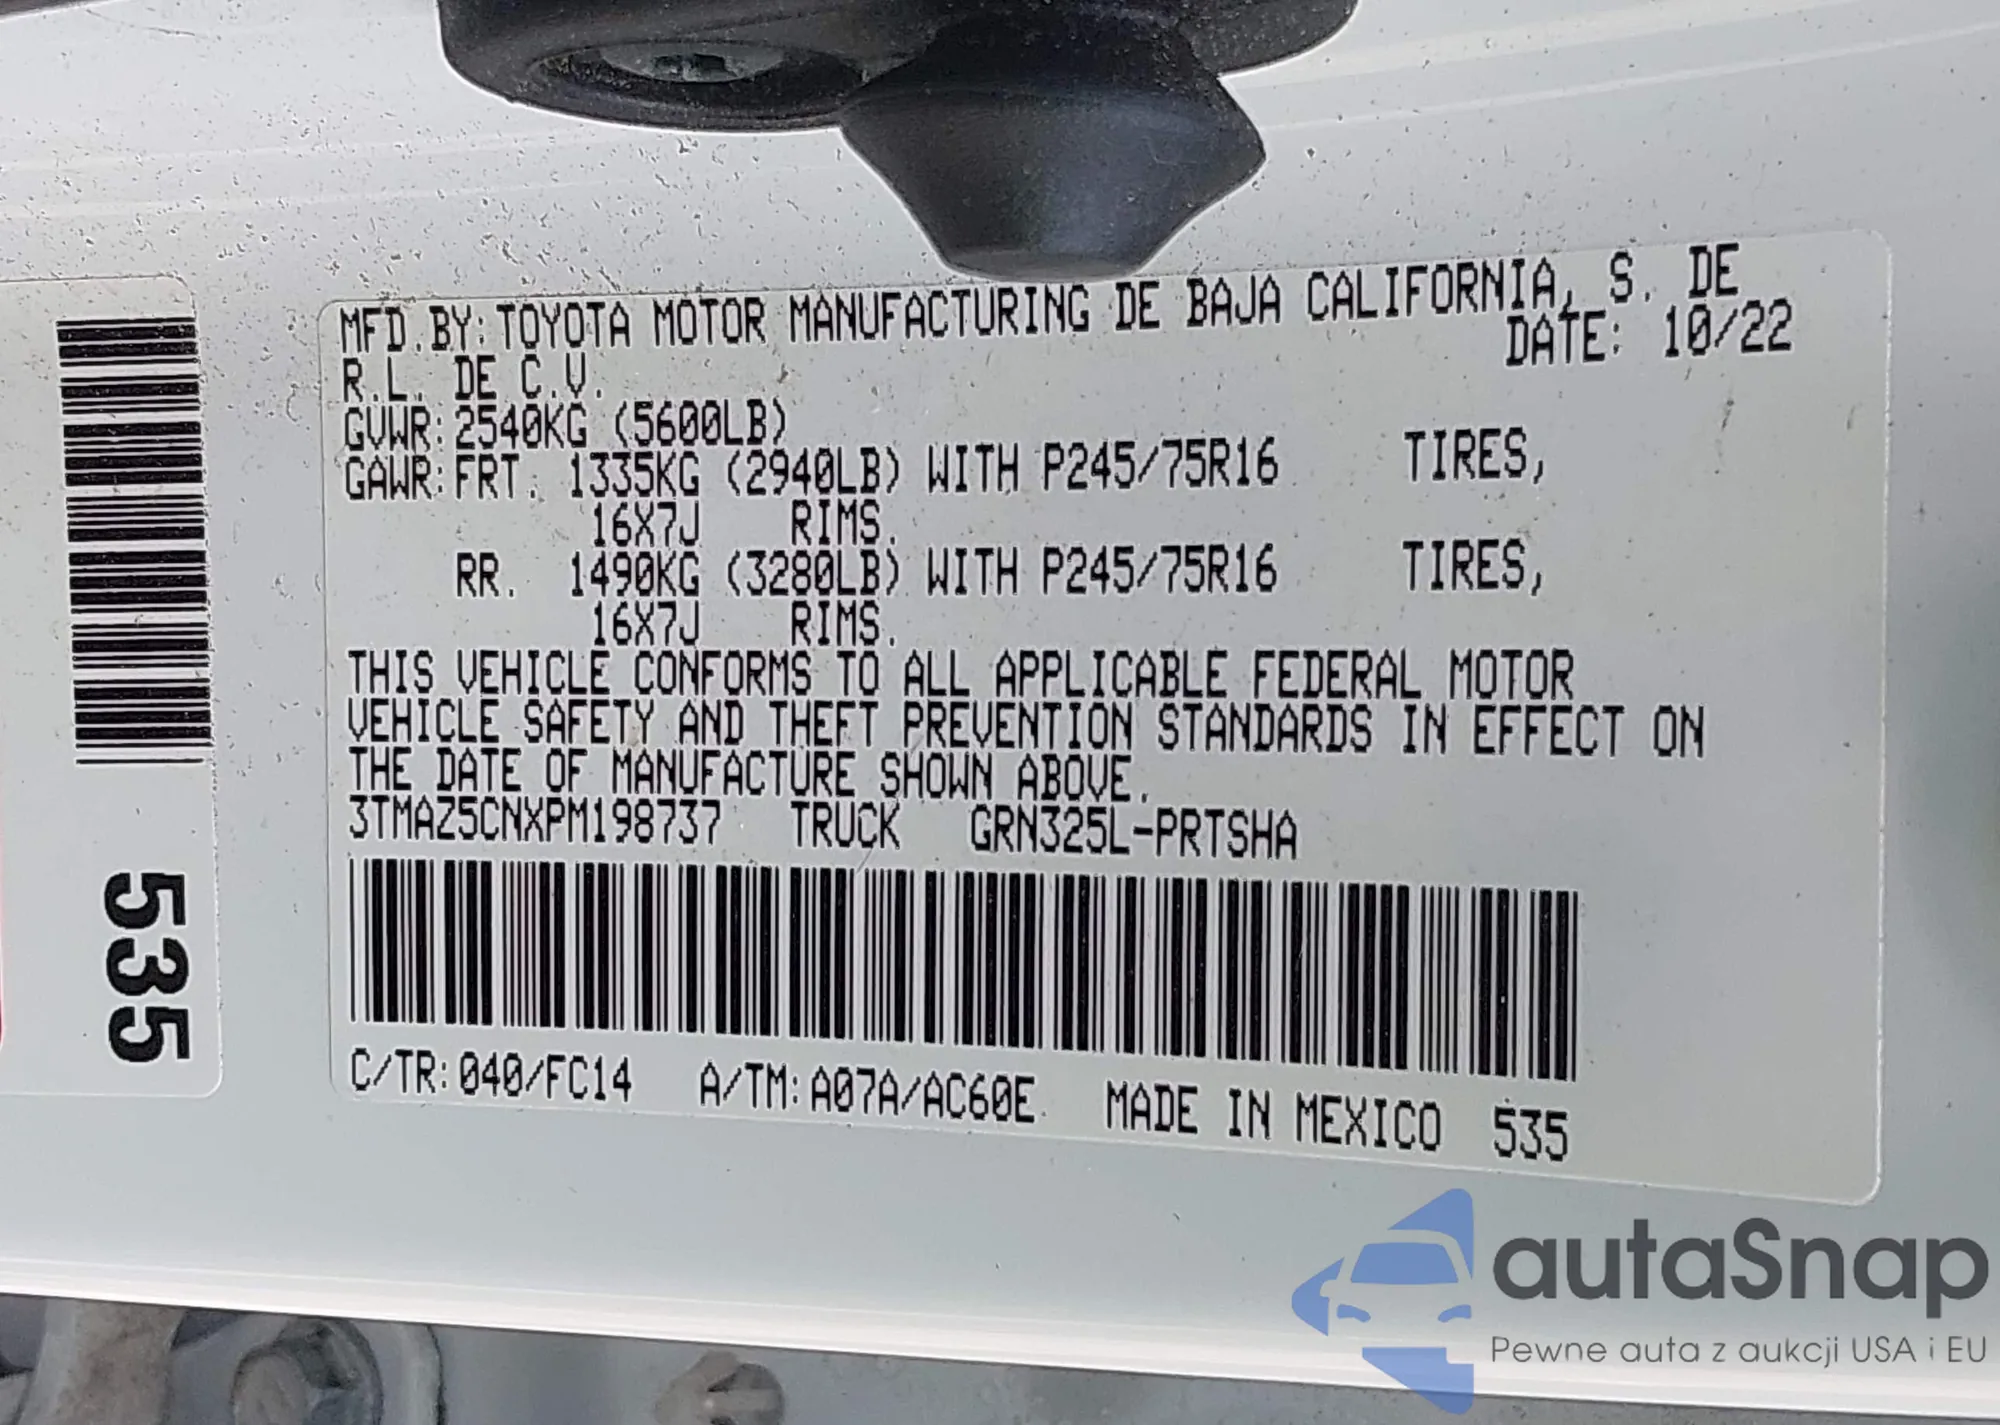 MFD.BY:TOYOTA MOTOR MANUFACTURING DE BAJA CALIFORNIA, S. DE
R.L. DE C.V. DATE: 10/22
GVWR:2540KG (5600LB)
GAWR:FRT. 1335KG (2940LB) WITH P245/75R16 TIRES,
16X7J RIMS.
RR. 1490KG (3280LB) WITH P245/75R16 TIRES,
16X7J RIMS.
THIS VEHICLE CONFORMS TO ALL APPLICABLE FEDERAL MOTOR
VEHICLE SAFETY AND THEFT PREVENTION STANDARDS IN EFFECT ON
THE DATE OF MANUFACTURE SHOWN ABOVE.
3TMAZ5CNXPM198737 TRUCK GRN325L-PRTSHA
C/TR:040/FC14 A/TM:A07A/AC60E MADE IN MEXICO 535
535
autaSnap
Pewne auta z aukcji USA i EU